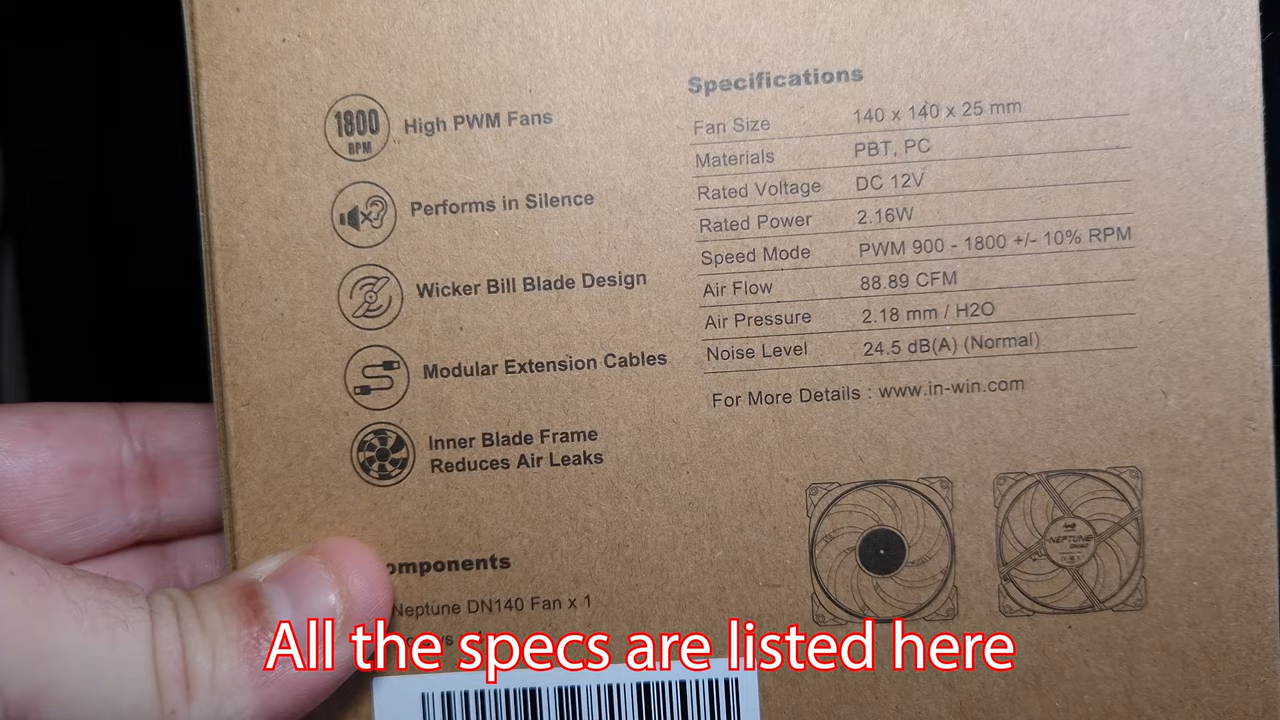 1800
RPM
High PWM Fans
Performs in Silence
Wicker Bill Blade Design
Modular Extension Cables
Inner Blade Frame
Reduces Air Leaks
Specifications
Fan Size 140 x 140 x 25 mm
Materials PBT, PC
Rated Voltage DC 12V
Rated Power 2.16W
Speed Mode PWM 900 - 1800 +/- 10% RPM
Air Flow 88.89 CFM
Air Pressure 2.18 mm / H2O
Noise Level 24.5 dB(A) (Normal)
For More Details : www.in-win.com
NEPTUNE
omponents
Neptune DN140 Fan x 1
All the specs are listed here